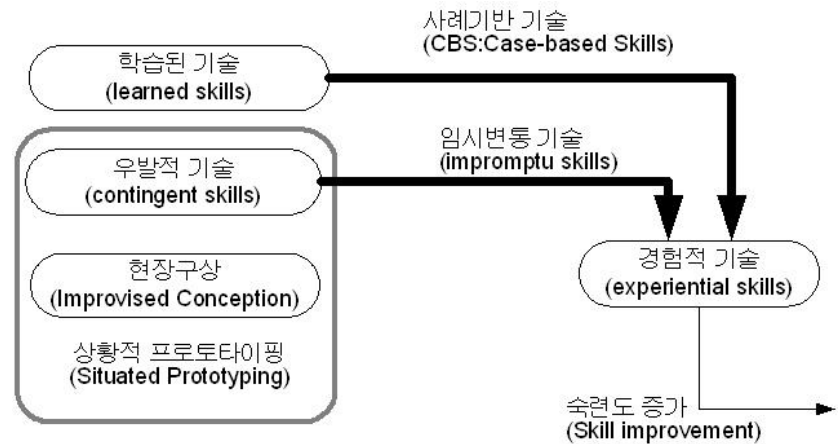 사례기반 기술
(CBS:Case-based Skills)
학습된 기술
(learned skills)
임시변통 기술
(impromptu skills)
우발적 기술
(contingent skills)
현장구상
(Improvised Conception)
경험적 기술
(experiential skills)
상황적 프로토타이핑
(Situated Prototyping)
숙련도 증가
(Skill improvement)